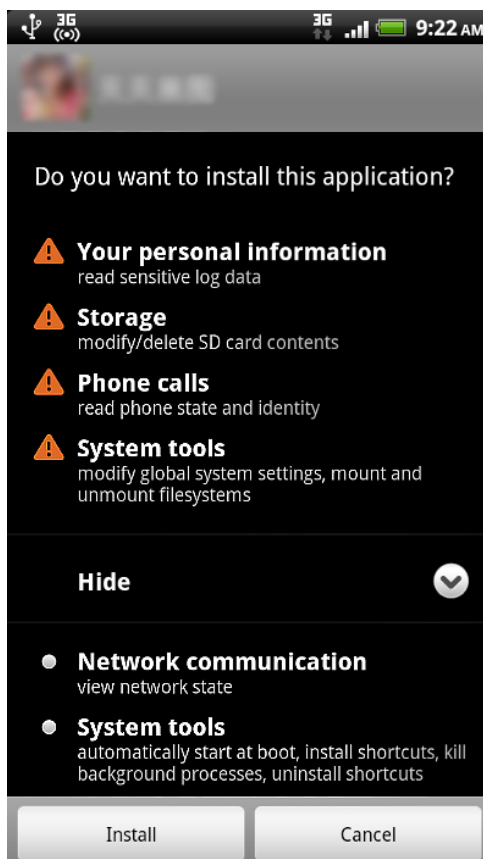 3G
3G
9:22 AM
Do you want to install this application?
Your personal information
read sensitive log data
Storage
modify/delete SD card contents
Phone calls
read phone state and identity
System tools
modify global system settings, mount and
unmount filesystems
Hide
Network communication
view network state
System tools
automatically start at boot, install shortcuts, kill
background processes, uninstall shortcuts
Install
Cancel